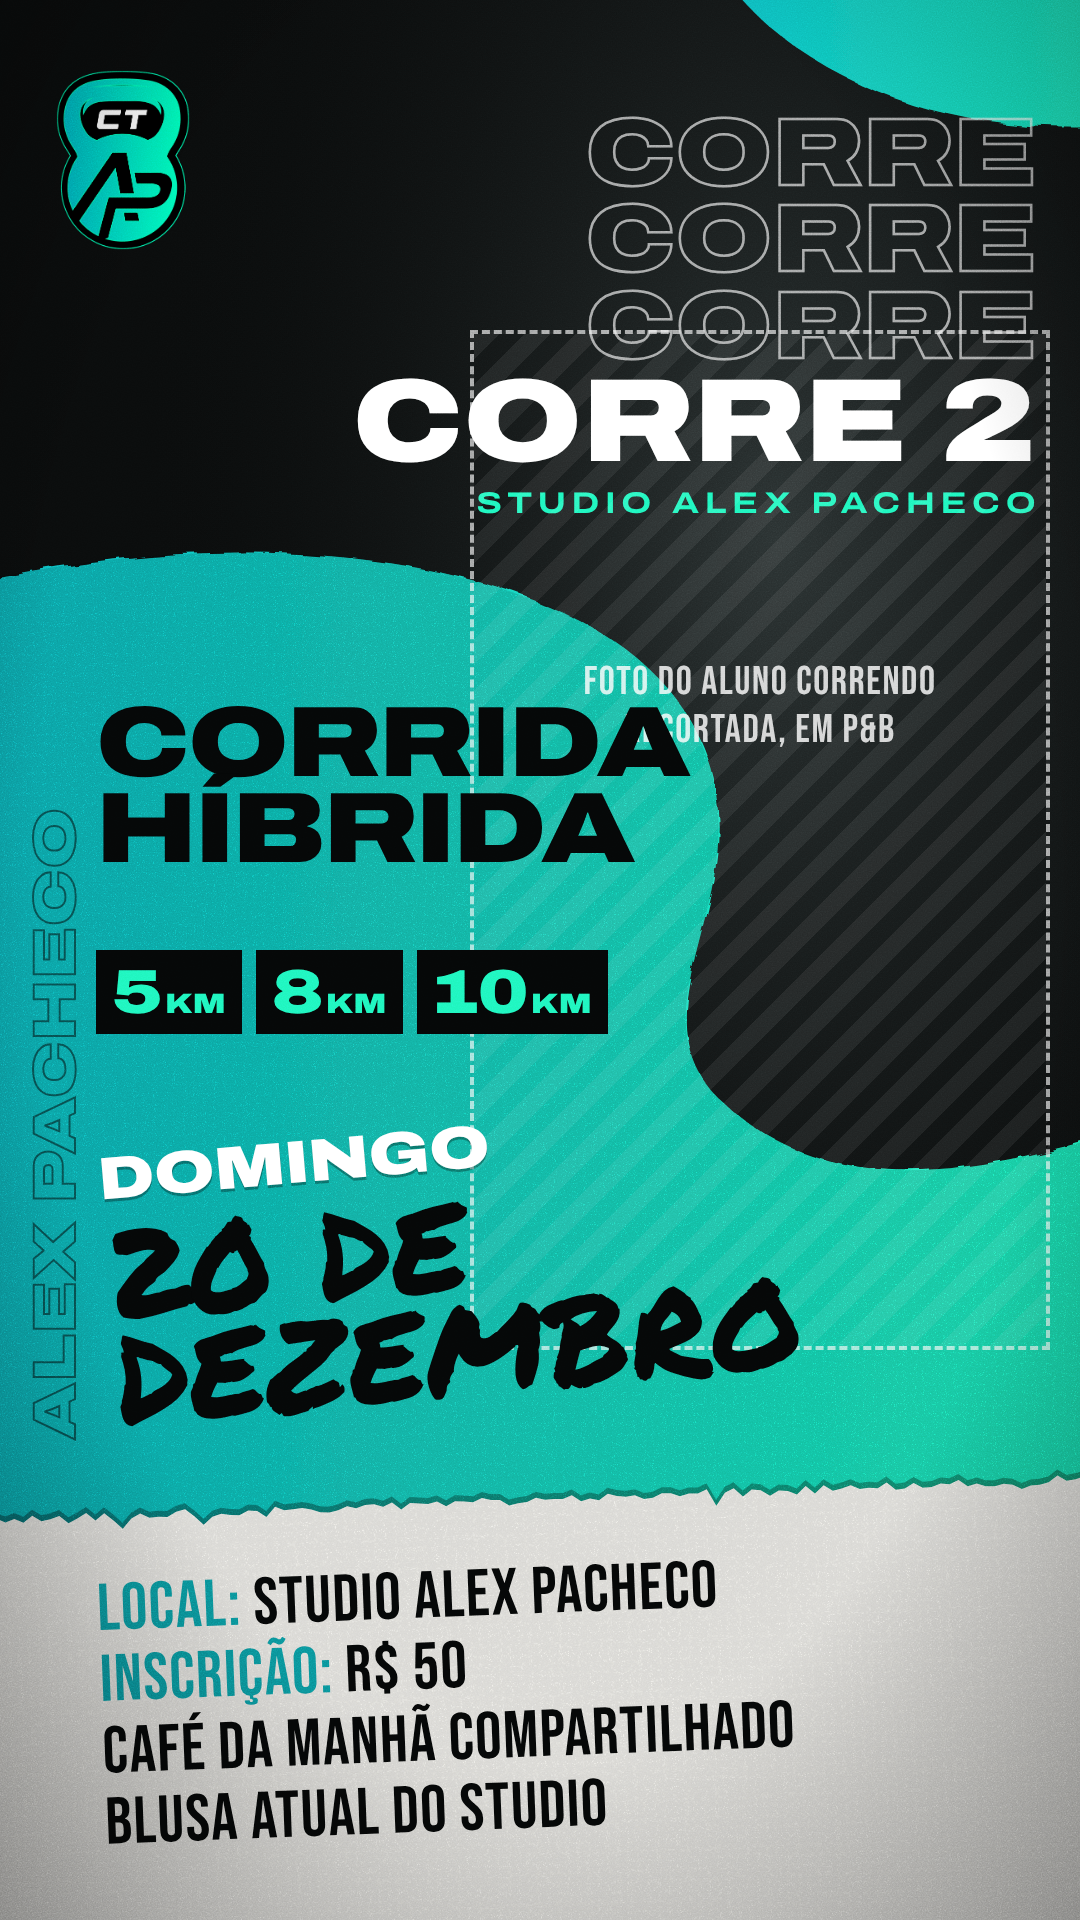 CT
AP
CORRE
CORRE
CORRE
CORRE 2
STUDIO ALEX PACHECO
FOTO DO ALUNO CORRENDO
CORTADA, EM P&B
CORRIDA
HÍBRIDA
5KM 8KM 10KM
ALEX PACHECO
DOMINGO
20 DE
DEZEMBRO
LOCAL: STUDIO ALEX PACHECO
INSCRIÇÃO: R$ 50
CAFÉ DA MANHÃ COMPARTILHADO
BLUSA ATUAL DO STUDIO